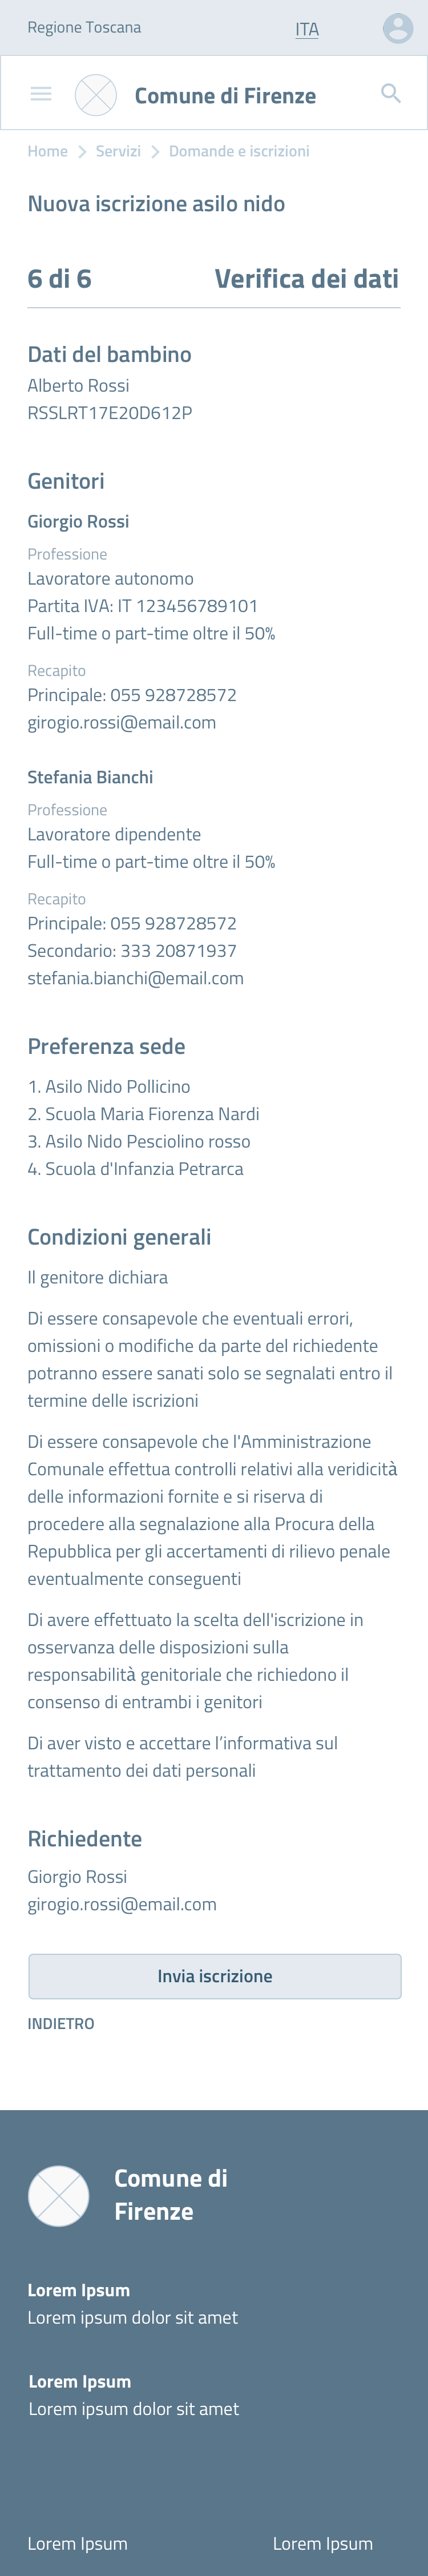 Regione Toscana
ITA
Comune di Firenze
Home
Servizi
Domande e iscrizioni
Nuova iscrizione asilo nido
6 di 6
Verifica dei dati
Dati del bambino
Alberto Rossi
RSSLRT17E20D612P
Genitori
Giorgio Rossi
Professione
Lavoratore autonomo
Partita IVA: IT 123456789101
Full-time o part-time oltre il 50%
Recapito
Principale: 055 928728572
girogio.rossi@email.com
Stefania Bianchi
Professione
Lavoratore dipendente
Full-time o part-time oltre il 50%
Recapito
Principale: 055 928728572
Secondario: 333 20871937
stefania.bianchi@email.com
Preferenza sede
1. Asilo Nido Pollicino
2. Scuola Maria Fiorenza Nardi
3. Asilo Nido Pesciolino rosso
4. Scuola d'Infanzia Petrarca
Condizioni generali
Il genitore dichiara
Di essere consapevole che eventuali errori,
omissioni o modifiche da parte del richiedente
potranno essere sanati solo se segnalati entro il
termine delle iscrizioni
Di essere consapevole che l'Amministrazione
Comunale effettua controlli relativi alla veridicità
delle informazioni fornite e si riserva di
procedere alla segnalazione alla Procura della
Repubblica per gli accertamenti di rilievo penale
eventualmente conseguenti
Di avere effettuato la scelta dell'iscrizione in
osservanza delle disposizioni sulla
responsabilità genitoriale che richiedono il
consenso di entrambi i genitori
Di aver visto e accettare l’informativa sul
trattamento dei dati personali
Richiedente
Giorgio Rossi
girogio.rossi@email.com
Invia iscrizione
INDIETRO
Comune di
Firenze
Lorem Ipsum
Lorem ipsum dolor sit amet
Lorem Ipsum
Lorem ipsum dolor sit amet
Lorem Ipsum
Lorem Ipsum